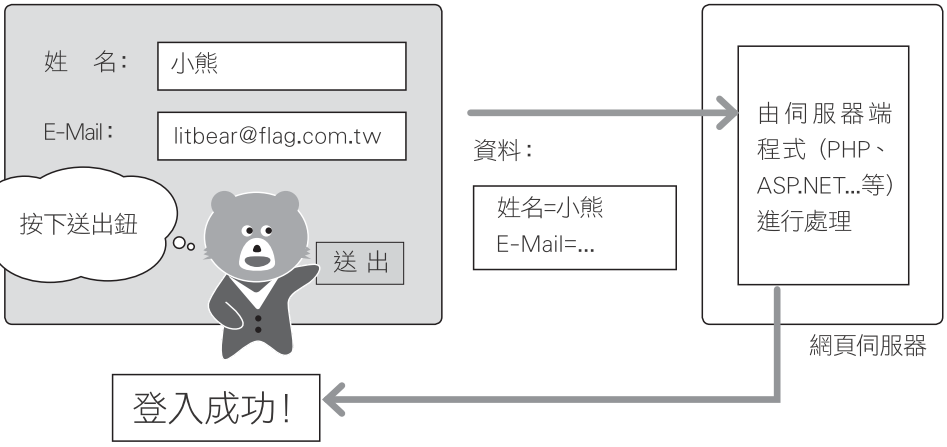 姓 名：
小熊
E-Mail：
litbear@flag.com.tw
按下送出鈕
送出
資料：
姓名=小熊
E-Mail=...
由伺服器端
程式（PHP、
ASP.NET...等）
進行處理
網頁伺服器
登入成功！